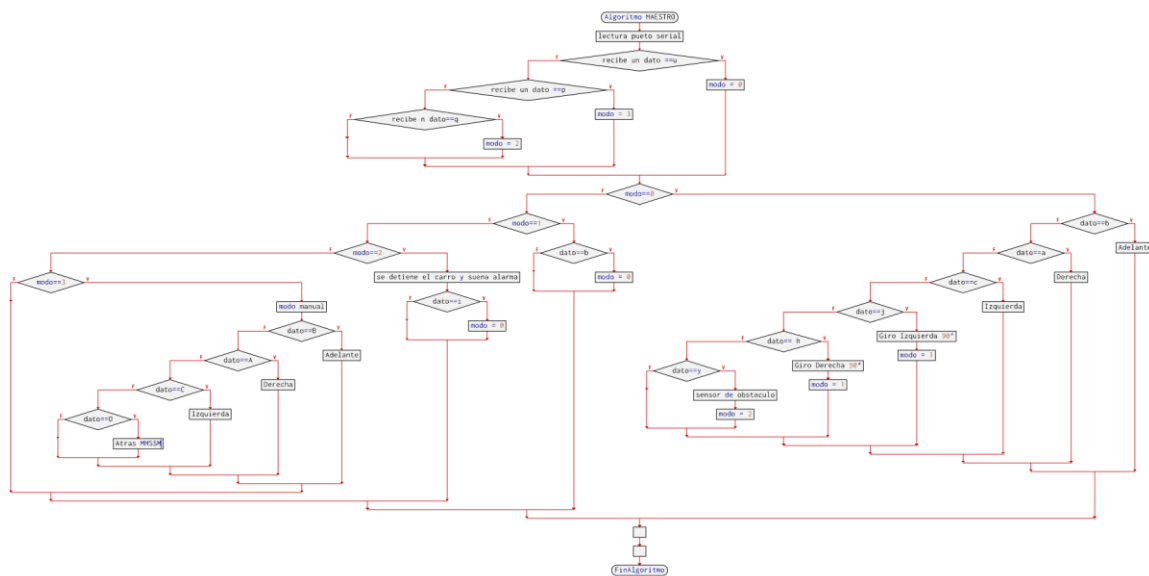 Algoritmo MAESTRO
lectura pueto serial
F recibe un dato ==u V
F recibe un dato ==p V
modo = 0
F recibe n dato==q V
modo = 3
modo = 2
F modo==0 V
F modo==1 V
F dato==b V
F modo==2 V
F dato==b V
F dato==a V
Adelante
F modo==3 V
se detiene el carro y suena alarma
modo = 0
F dato==c V
Derecha
modo manual
F dato==i V
F dato==j V
Izquierda
F dato==B V
modo = 0
F dato== h V
Giro Izquierda 90°
F dato==A V
Adelante
modo = 1
F dato==y V
Giro Derecha 90°
F dato==C V
Derecha
modo = 1
sensor de obstaculo
F dato==D V
Izquierda
modo = 2
Atras MMSSM
FinAlgoritmo